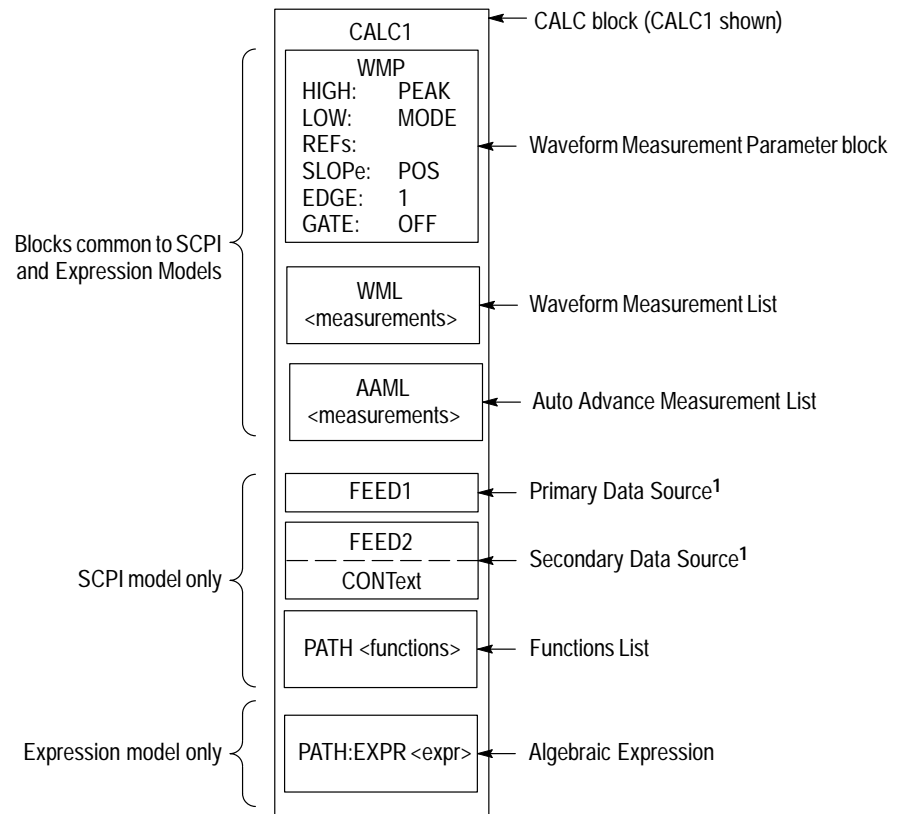 CALC1
CALC block (CALC1 shown)
WMP
HIGH: PEAK
LOW: MODE
REFs:
SLOPe: POS
EDGE: 1
GATE: OFF
Waveform Measurement Parameter block
Blocks common to SCPI
and Expression Models
WML
<measurements>
Waveform Measurement List
AAML
<measurements>
Auto Advance Measurement List
FEED1
Primary Data Source1
FEED2
CONText
Secondary Data Source1
SCPI model only
PATH <functions>
Functions List
Expression model only
PATH:EXPR <expr>
Algebraic Expression